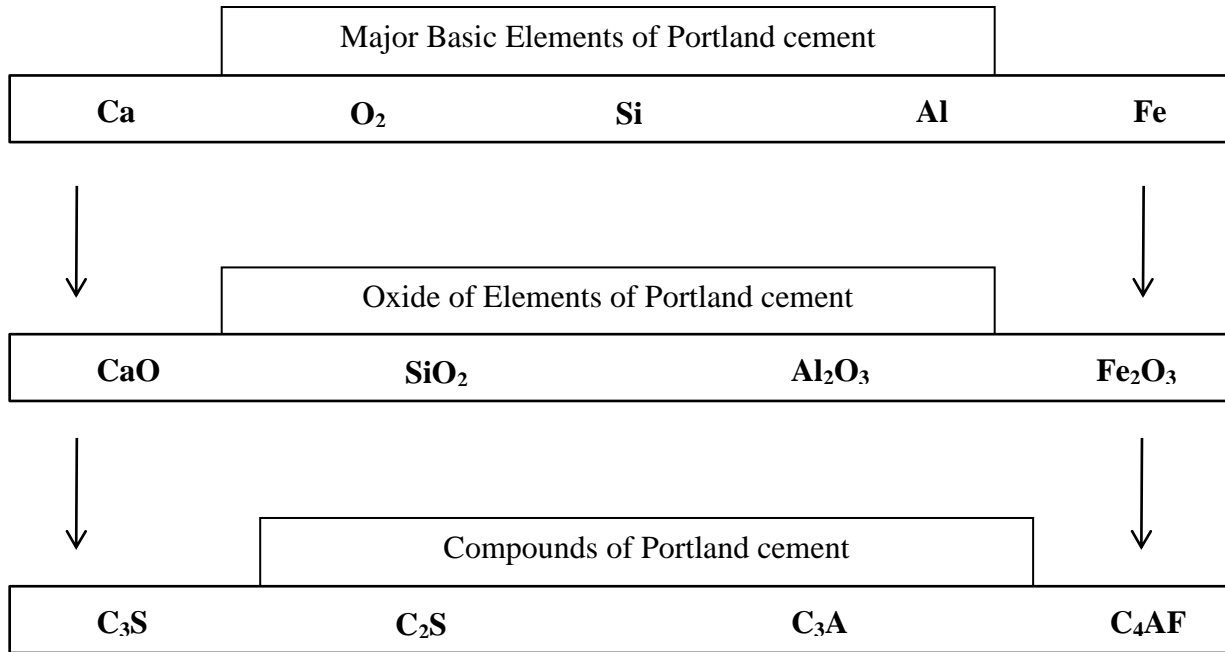 Major Basic Elements of Portland cement
Ca O₂ Si Al Fe
Oxide of Elements of Portland cement
CaO SiO₂ Al₂O₃ Fe₂O₃
Compounds of Portland cement
C₃S C₂S C₃A C₄AF